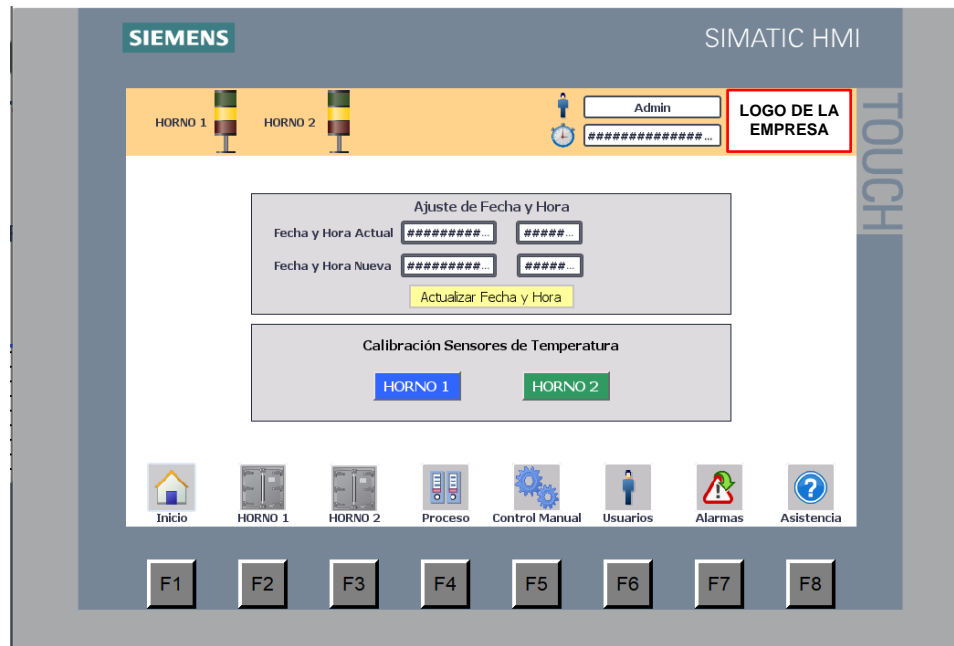 SIEMENS
SIMATIC HMI
TOUCH
HORNO 1
HORNO 2
Admin
##############...
LOGO DE LA
EMPRESA
Ajuste de Fecha y Hora
Fecha y Hora Actual #########... #####...
Fecha y Hora Nueva #########... #####...
Actualizar Fecha y Hora
Calibración Sensores de Temperatura
HORNO 1 HORNO 2
Inicio HORNO 1 HORNO 2 Proceso Control Manual Usuarios Alarmas Asistencia
F1 F2 F3 F4 F5 F6 F7 F8